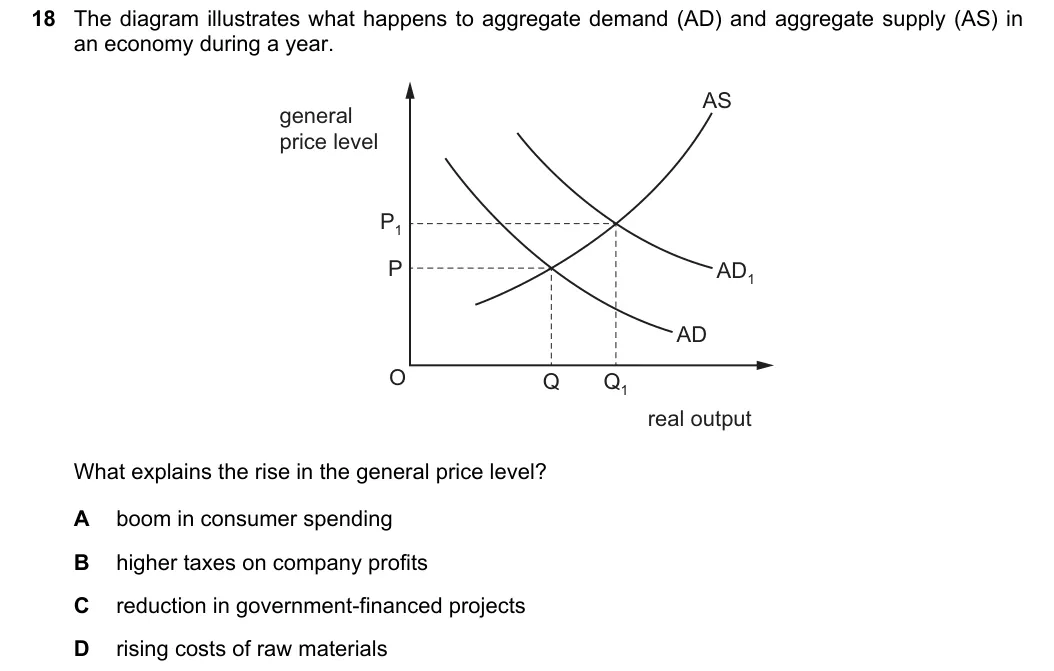 18 The diagram illustrates what happens to aggregate demand (AD) and aggregate supply (AS) in
an economy during a year.
general
price level
AS
P₁
P
AD₁
AD
O
Q
Q₁
real output
What explains the rise in the general price level?
A boom in consumer spending
B higher taxes on company profits
C reduction in government-financed projects
D rising costs of raw materials